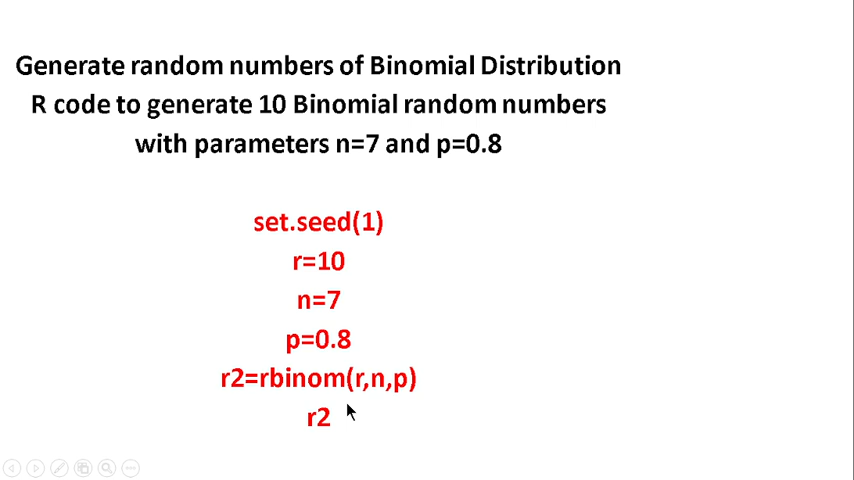 Generate random numbers of Binomial Distribution
R code to generate 10 Binomial random numbers
with parameters n=7 and p=0.8
set.seed(1)
r=10
n=7
p=0.8
r2=rbinom(r,n,p)
r2